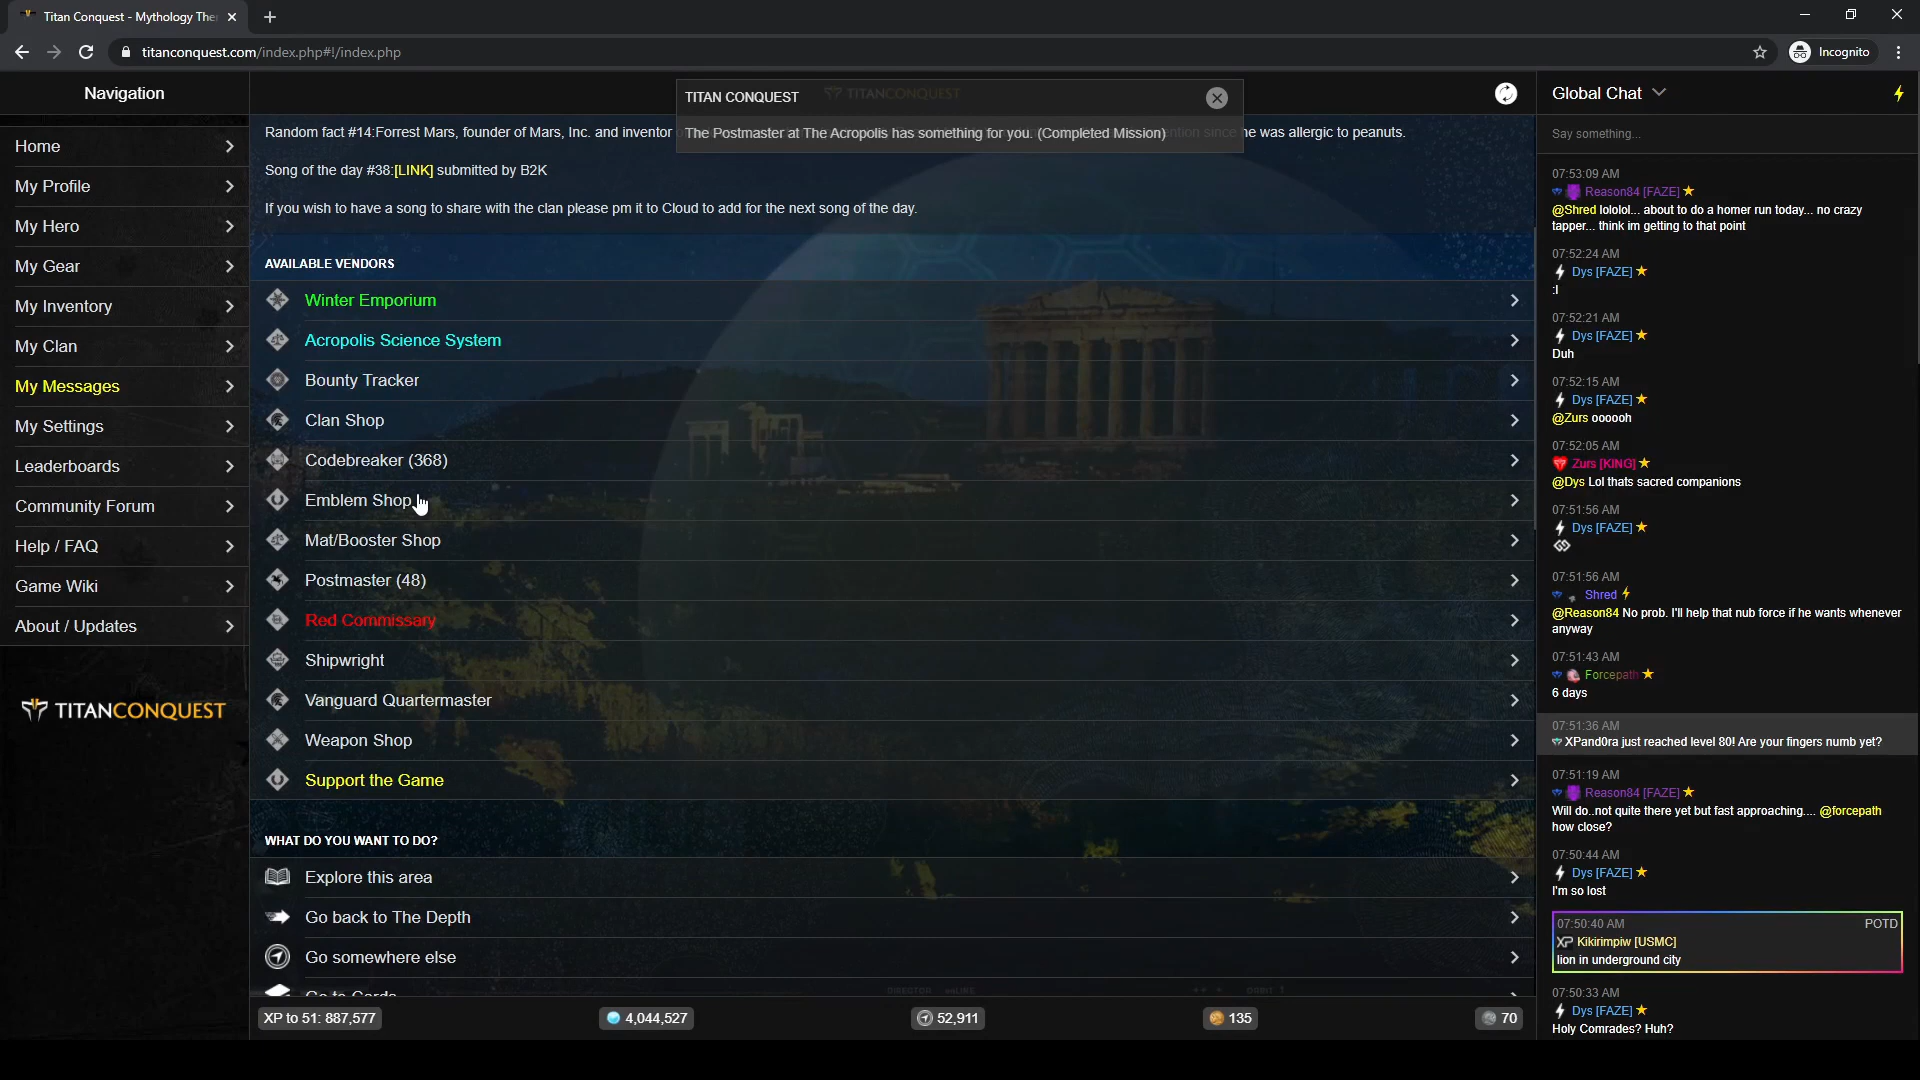 Titan Conquest - Mythology The
titanconquest.com/index.php#!/index.php
Incognito
Navigation
Home
My Profile
My Hero
My Gear
My Inventory
My Clan
My Messages
My Settings
Leaderboards
Community Forum
Help / FAQ
Game Wiki
About / Updates
TITANCONQUEST
TITANCONQUEST
TITAN CONQUEST
The Postmaster at The Acropolis has something for you. (Completed Mission)
Random fact #14:Forrest Mars, founder of Mars, Inc. and inventor
since he was allergic to peanuts.
Song of the day #38:[LINK] submitted by B2K
If you wish to have a song to share with the clan please pm it to Cloud to add for the next song of the day.
AVAILABLE VENDORS
Winter Emporium
Acropolis Science System
Bounty Tracker
Clan Shop
Codebreaker (368)
Emblem Shop
Mat/Booster Shop
Postmaster (48)
Red Commissary
Shipwright
Vanguard Quartermaster
Weapon Shop
Support the Game
WHAT DO YOU WANT TO DO?
Explore this area
Go back to The Depth
Go somewhere else
Go to Cards
XP to 51: 887,577
4,044,527
52,911
135
70
Global Chat
Say something...
07:53:09 AM
Reason84 [FAZE]
@Shred lololol... about to do a homer run today... no crazy
tapper... think im getting to that point
07:52:24 AM
Dys [FAZE]
:l
07:52:21 AM
Dys [FAZE]
Duh
07:52:15 AM
Dys [FAZE]
@Zurs oooooh
07:52:05 AM
Zurs [KING]
@Dys Lol thats sacred companions
07:51:56 AM
Dys [FAZE]
07:51:56 AM
Shred
@Reason84 No prob. I'll help that nub force if he wants whenever
anyway
07:51:43 AM
Forcepath
6 days
07:51:36 AM
XPand0ra just reached level 80! Are your fingers numb yet?
07:51:19 AM
Reason84 [FAZE]
Will do..not quite there yet but fast approaching.... @forcepath
how close?
07:50:44 AM
Dys [FAZE]
I'm so lost
07:50:40 AM POTD
XP Kikirimpiw [USMC]
lion in underground city
07:50:33 AM
Dys [FAZE]
Holy Comrades? Huh?